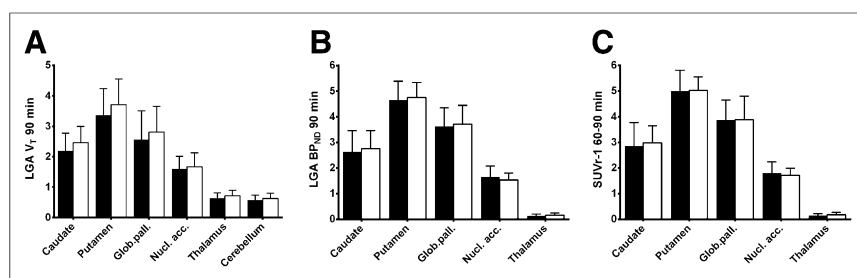 A
LGA V_T 90 min
5
4
3
2
1
0
Caudate
Putamen
Glob.pall.
Nucl. acc.
Thalamus
Cerebellum
B
LGA BP_ND 90 min
6
5
4
3
2
1
0
Caudate
Putamen
Glob.pall.
Nucl. acc.
Thalamus
C
SUVr-1 60-90 min
6
5
4
3
2
1
0
Caudate
Putamen
Glob.pall.
Nucl. acc.
Thalamus